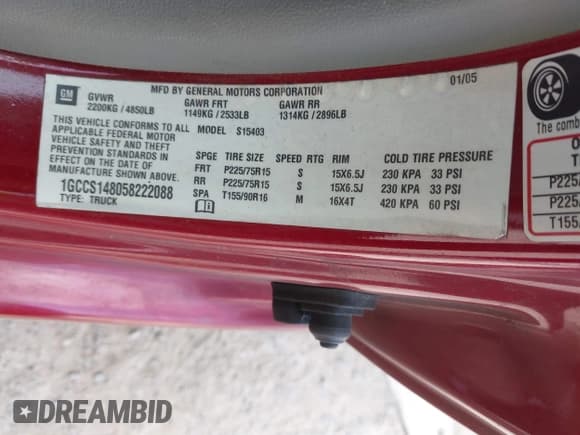 GM
MFD BY GENERAL MOTORS CORPORATION
01/05
GVWR GAWR FRT GAWR RR
2200KG / 4850LB 1149KG / 2533LB 1314KG / 2896LB
THIS VEHICLE CONFORMS TO ALL
APPLICABLE FEDERAL MOTOR
VEHICLE SAFETY AND THEFT
PREVENTION STANDARDS IN
EFFECT ON THE DATE OF
MANUFACTURE SHOWN ABOVE.
1GCCS148058222088
TYPE: TRUCK
MODEL S15403
SPGE TIRE SIZE SPEED RTG RIM COLD TIRE PRESSURE
FRT P225/75R15 S 15X6.5J 230 KPA 33 PSI
RR P225/75R15 S 15X6.5J 230 KPA 33 PSI
SPA T155/90R16 M 16X4T 420 KPA 60 PSI
The comb
P225/
P225/
T155/
DREAMBID